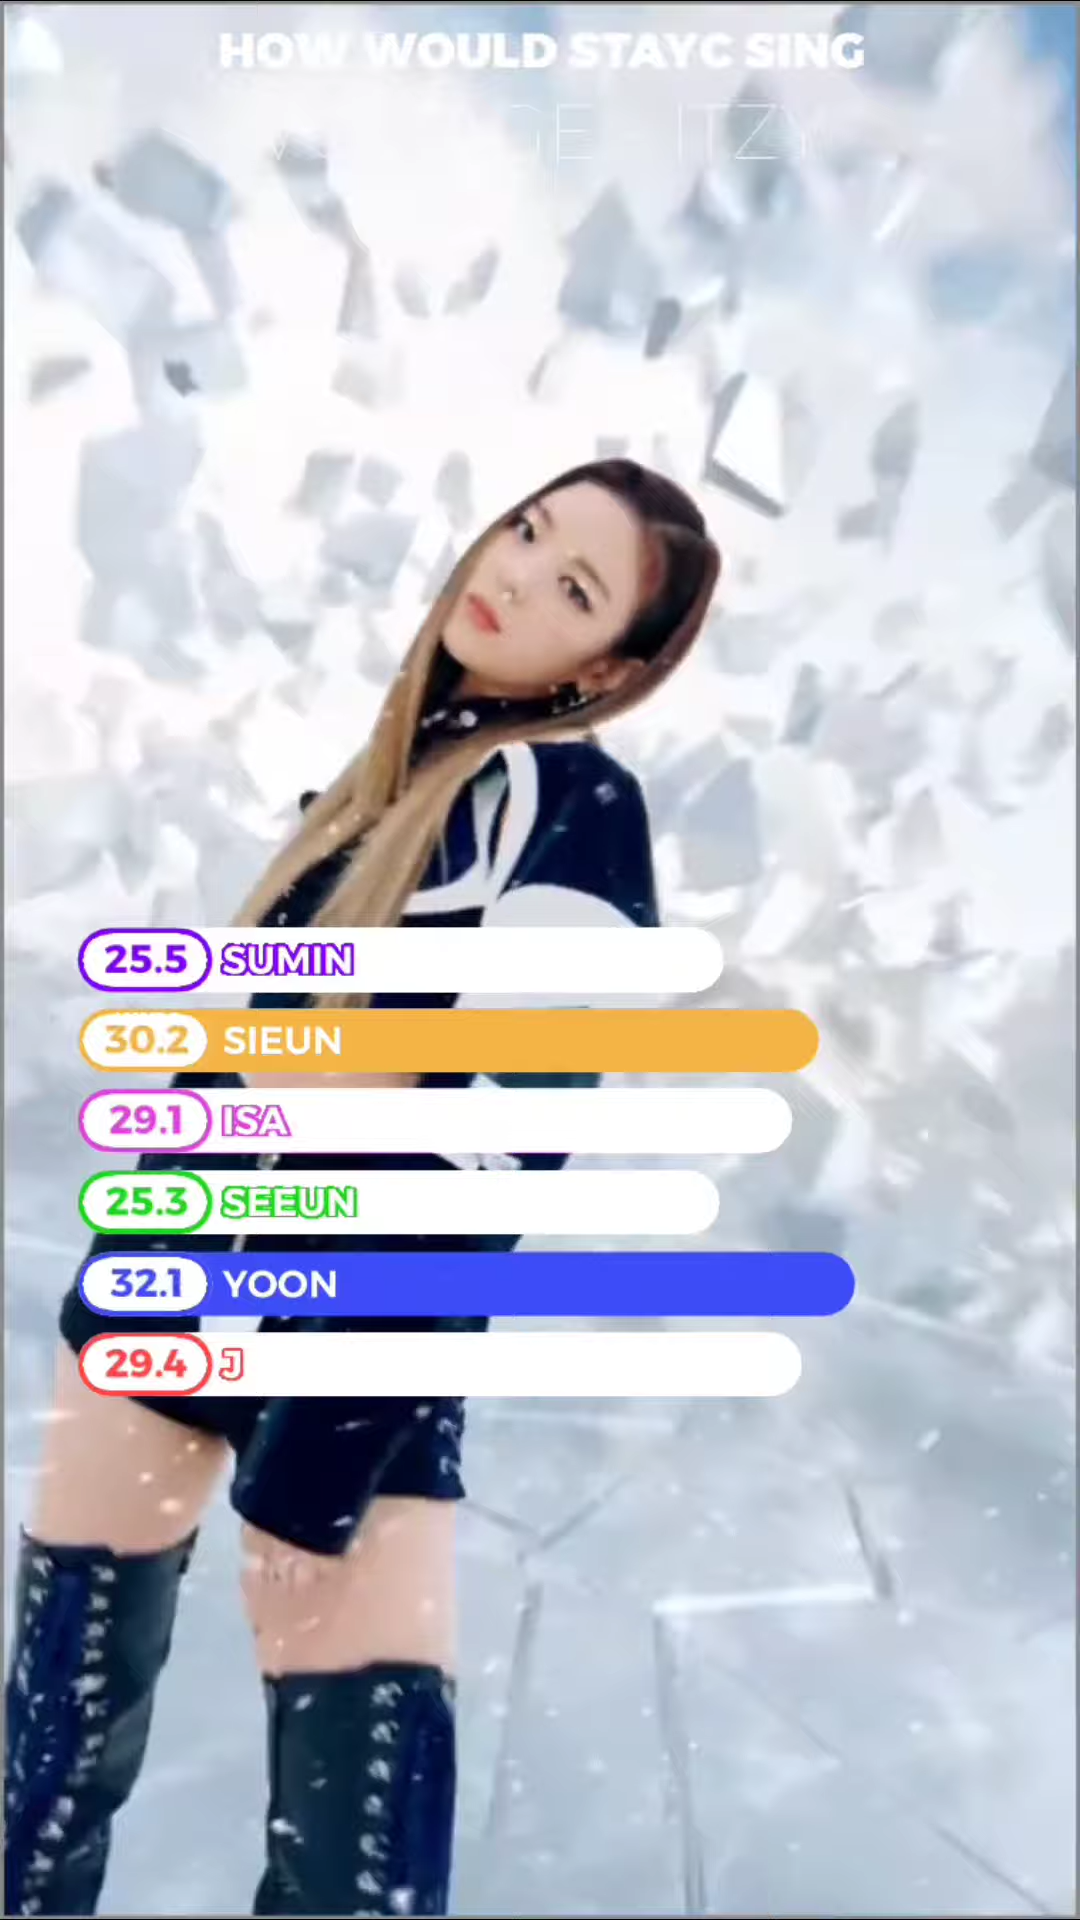 HOW WOULD STAYC SING
ITZY
25.5 SUMIN
30.2 SIEUN
29.1 ISA
25.3 SEEUN
32.1 YOON
29.4 J